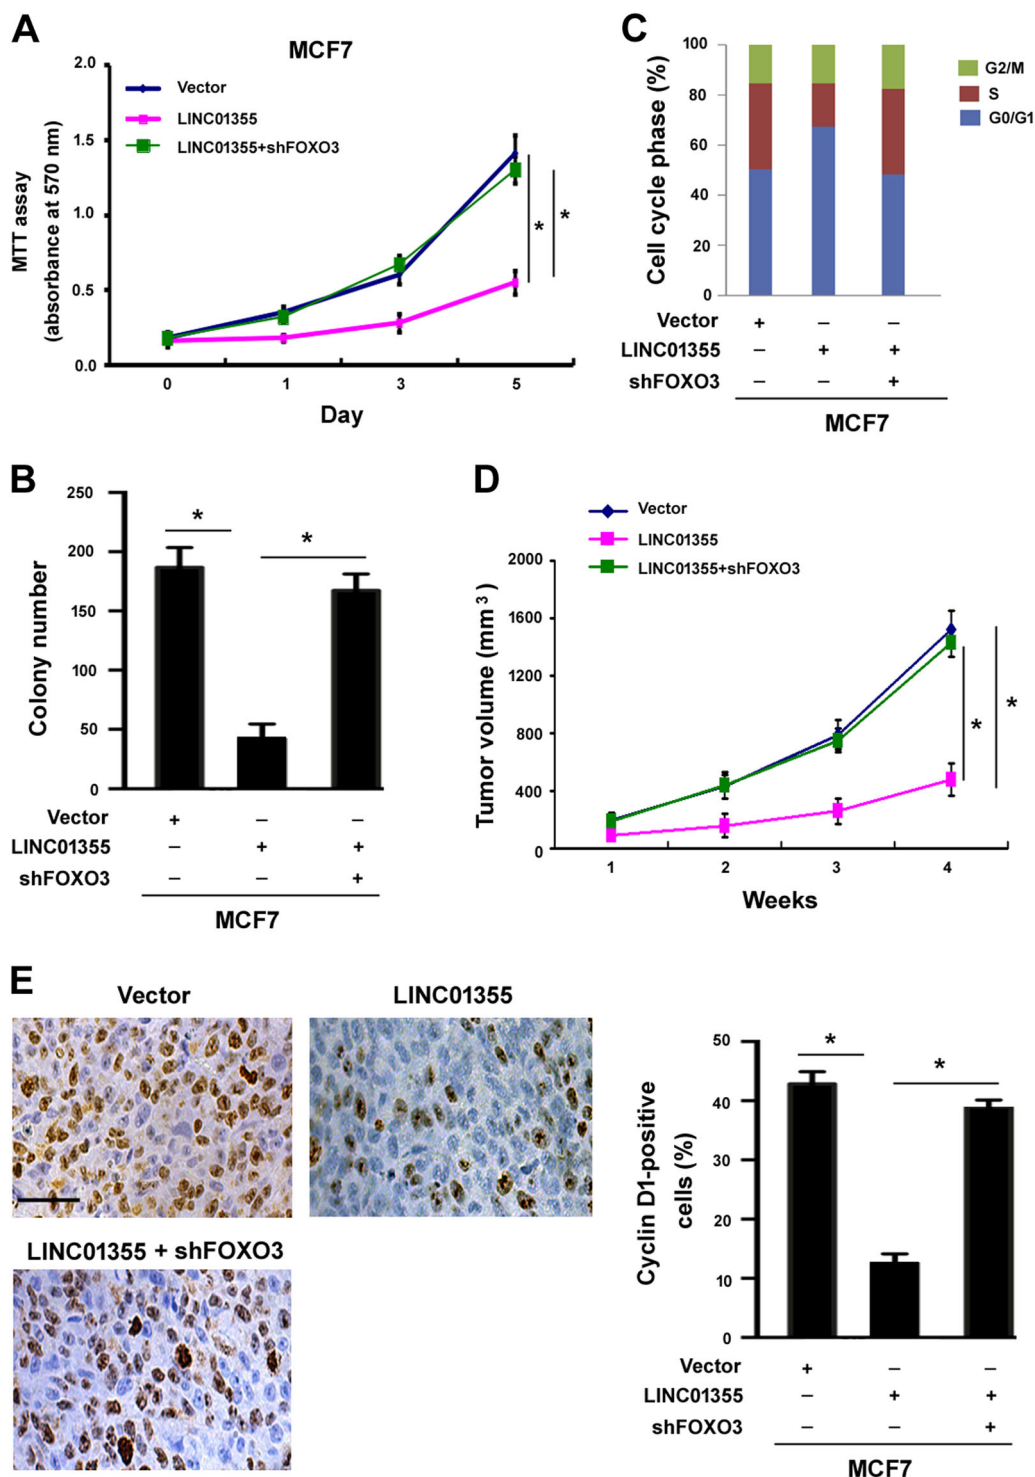 A
MCF7
2.0
1.5
1.0
0.5
0.0
MTT assay
(absorbance at 570 nm)
Vector
LINC01355
LINC01355+shFOXO3
*
*
0 1 3 5
Day
C
100
80
60
40
20
0
Cell cycle phase (%)
G2/M
S
G0/G1
Vector + – –
LINC01355 – + +
shFOXO3 – – +
MCF7
B
250
200
150
100
50
0
Colony number
*
*
Vector + – –
LINC01355 – + +
shFOXO3 – – +
MCF7
D
Vector
LINC01355
LINC01355+shFOXO3
2000
1600
1200
800
400
0
Tumor volume (mm³)
*
*
1 2 3 4
Weeks
E
Vector
LINC01355
LINC01355 + shFOXO3
50
40
30
20
10
0
Cyclin D1-positive
cells (%)
*
*
Vector + – –
LINC01355 – + +
shFOXO3 – – +
MCF7